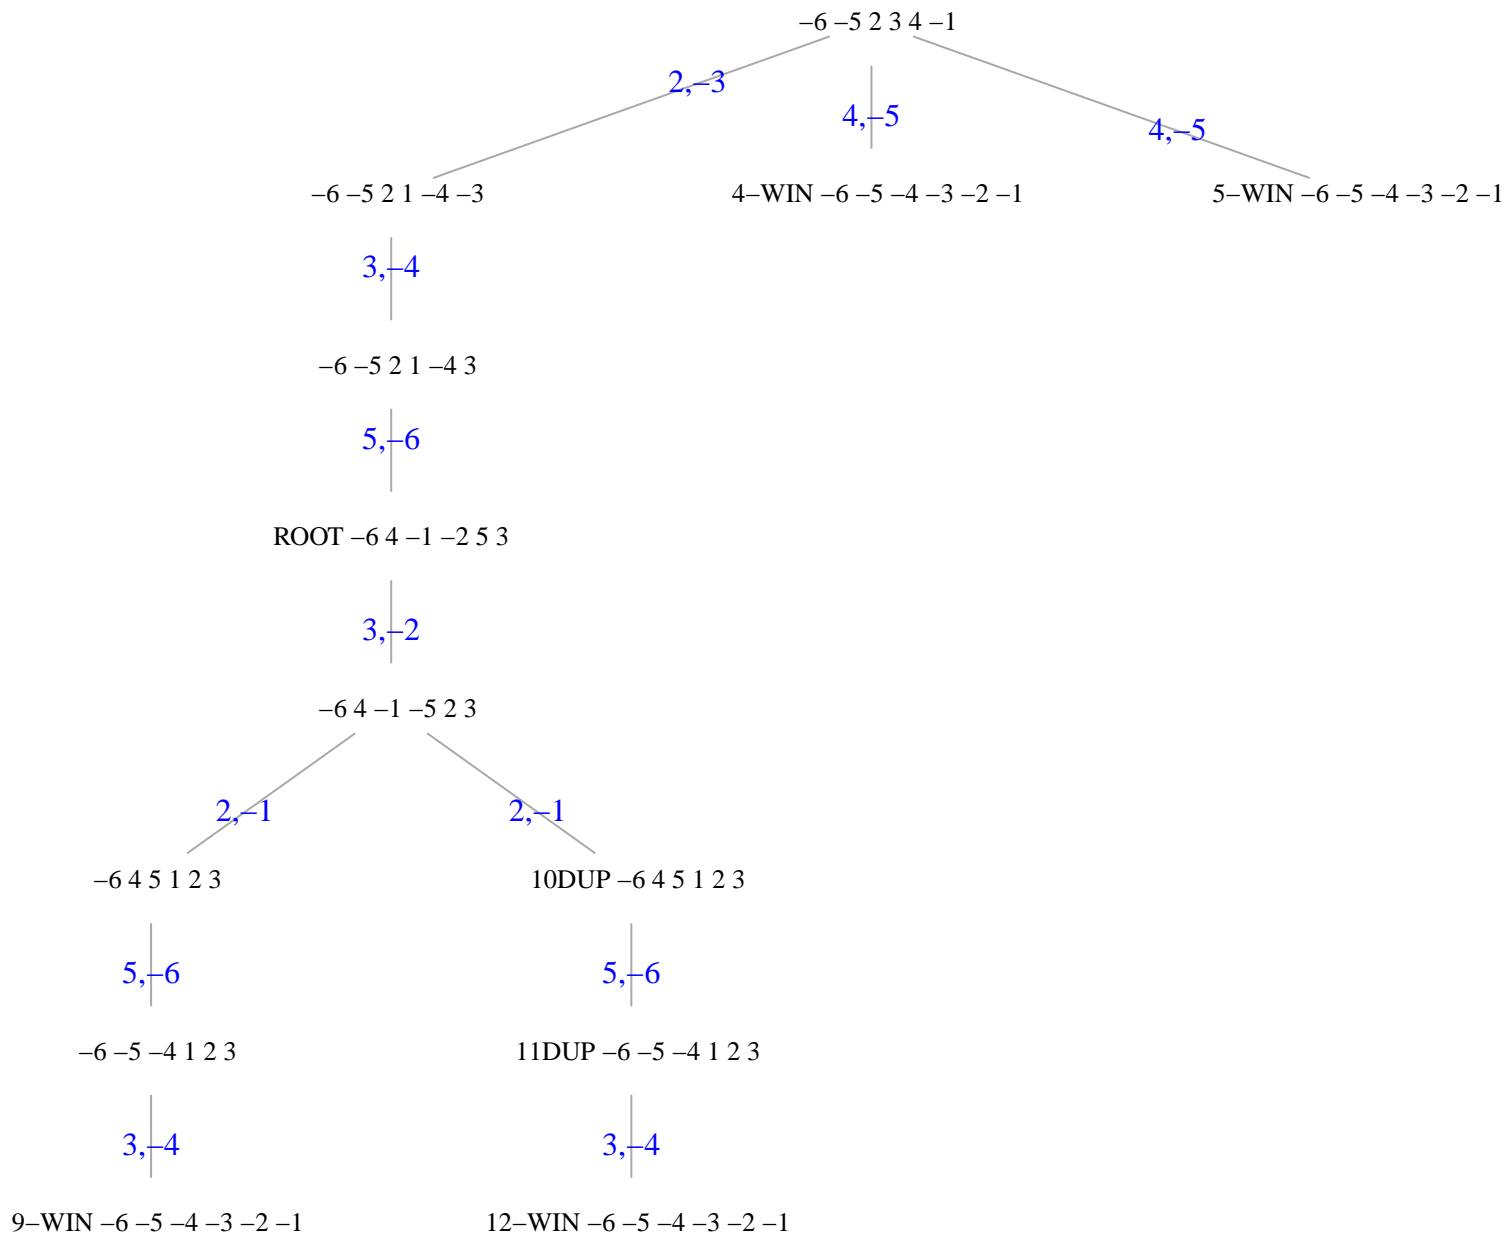 –6 –5 2 3 4 –1
2,–3
4,–5
4,–5
–6 –5 2 1 –4 –3
4–WIN –6 –5 –4 –3 –2 –1
5–WIN –6 –5 –4 –3 –2 –1
3,–4
–6 –5 2 1 –4 3
5,–6
ROOT –6 4 –1 –2 5 3
3,–2
–6 4 –1 –5 2 3
2,–1
2,–1
–6 4 5 1 2 3
10DUP –6 4 5 1 2 3
5,–6
5,–6
–6 –5 –4 1 2 3
11DUP –6 –5 –4 1 2 3
3,–4
3,–4
9–WIN –6 –5 –4 –3 –2 –1
12–WIN –6 –5 –4 –3 –2 –1